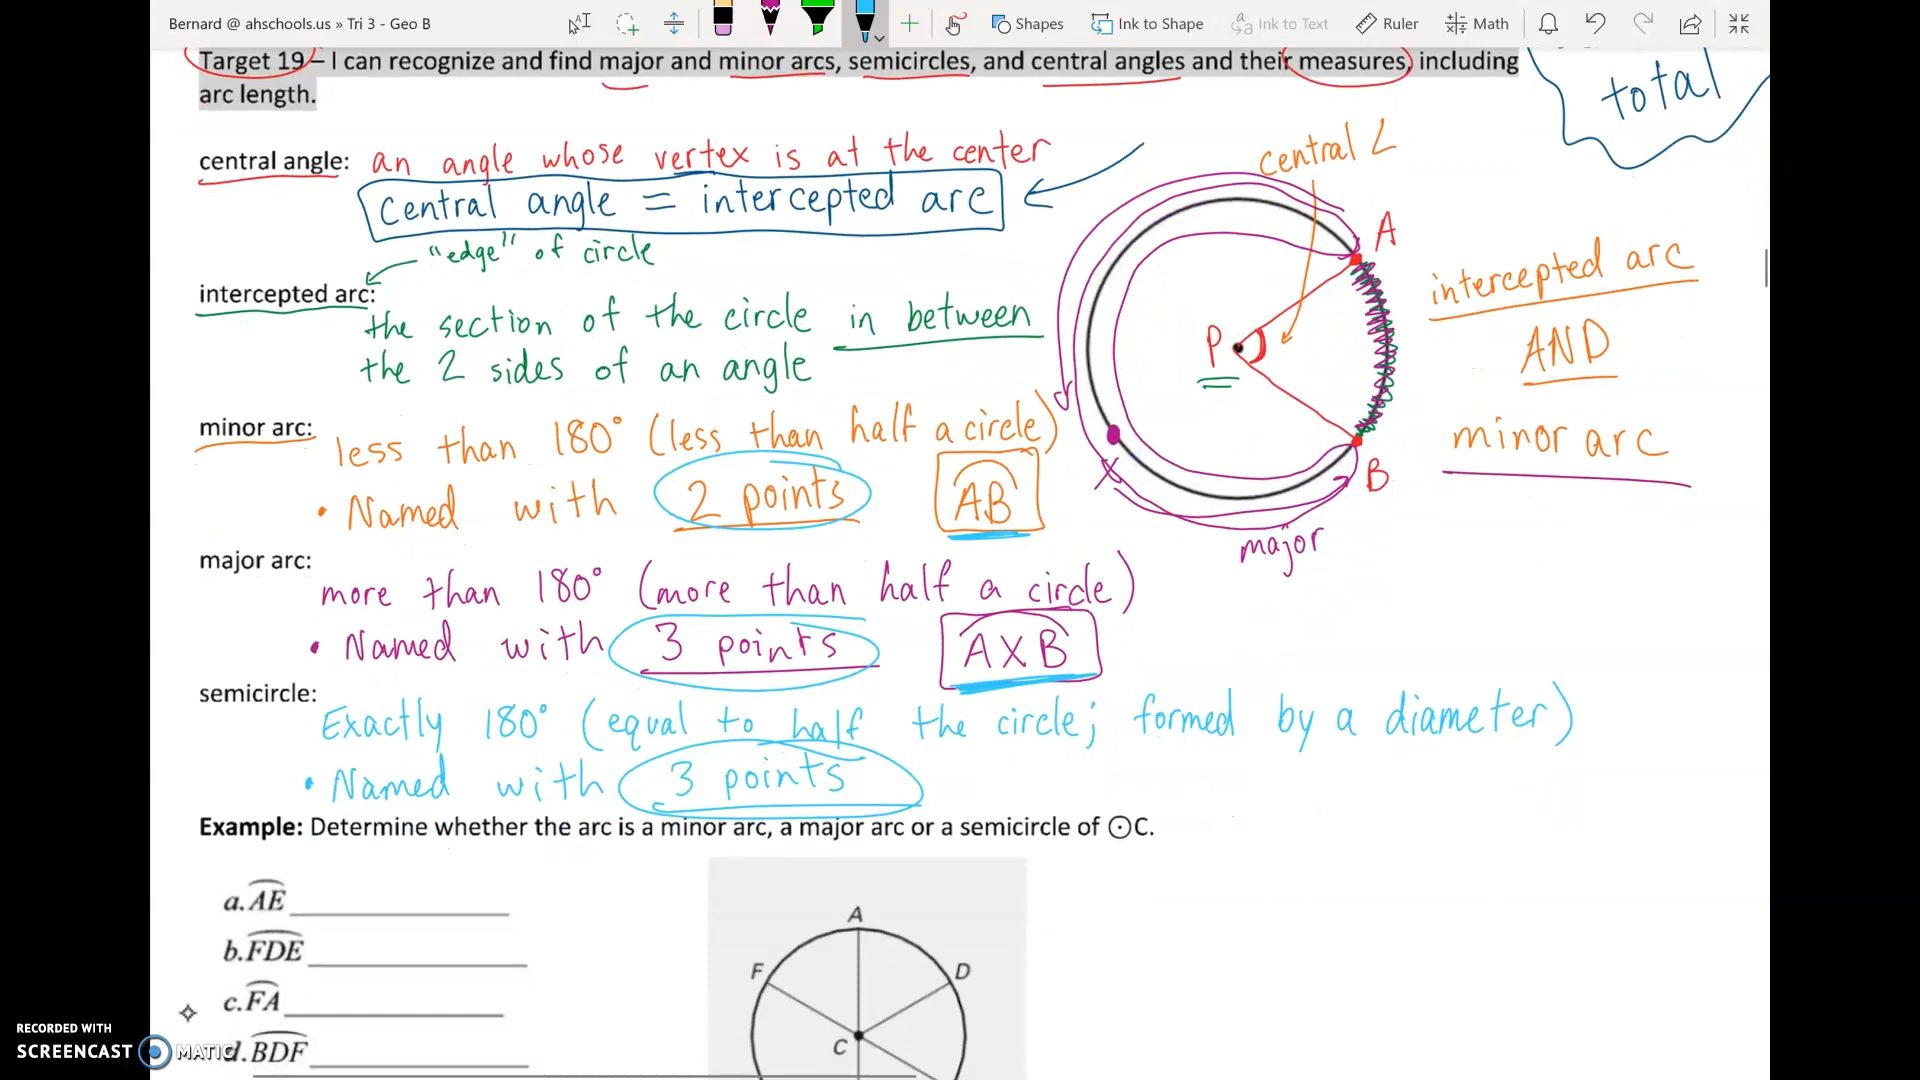 Bernard @ ahschools.us » Tri 3 - Geo B
Shapes
Ink to Shape
Ink to Text
Ruler
Math
Target 19 – I can recognize and find major and minor arcs, semicircles, and central angles and their measures, including
arc length.
total
central angle: an angle whose vertex is at the center
central angle = intercepted arc
"edge" of circle
intercepted arc: the section of the circle in between
the 2 sides of an angle
minor arc: less than 180° (less than half a circle)
• Named with 2 points AB
major arc: more than 180° (more than half a circle)
• Named with 3 points AXB
semicircle: Exactly 180° (equal to half the circle; formed by a diameter)
• Named with 3 points
central ∠
A
P
B
X
major
intercepted arc
AND
minor arc
Example: Determine whether the arc is a minor arc, a major arc or a semicircle of ⊙C.
a. AE
b. FDE
c. FA
d. BDF
A
F
D
C
RECORDED WITH
SCREENCAST MATIC